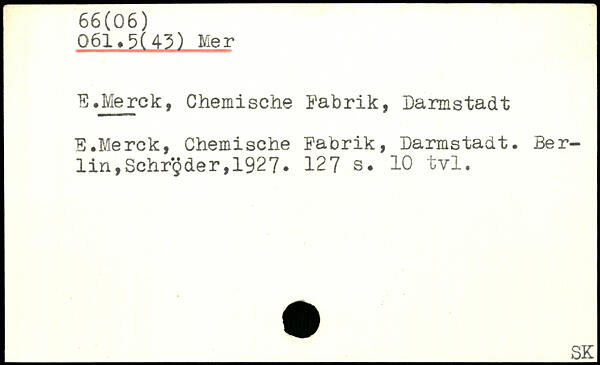 66(06)
061.5(43) Mer
E.Merck, Chemische Fabrik, Darmstadt
E.Merck, Chemische Fabrik, Darmstadt. Ber-
lin,Schröder,1927. 127 s. 10 tvl.
SK